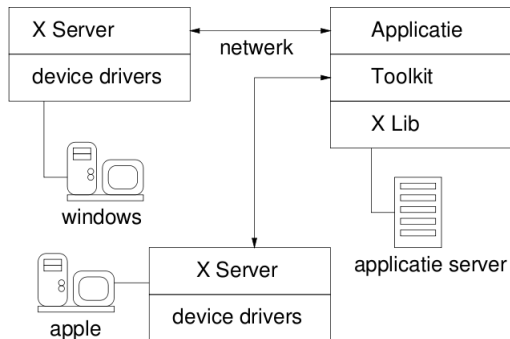 X Server
device drivers
netwerk
Applicatie
Toolkit
X Lib
windows
applicatie server
X Server
device drivers
apple